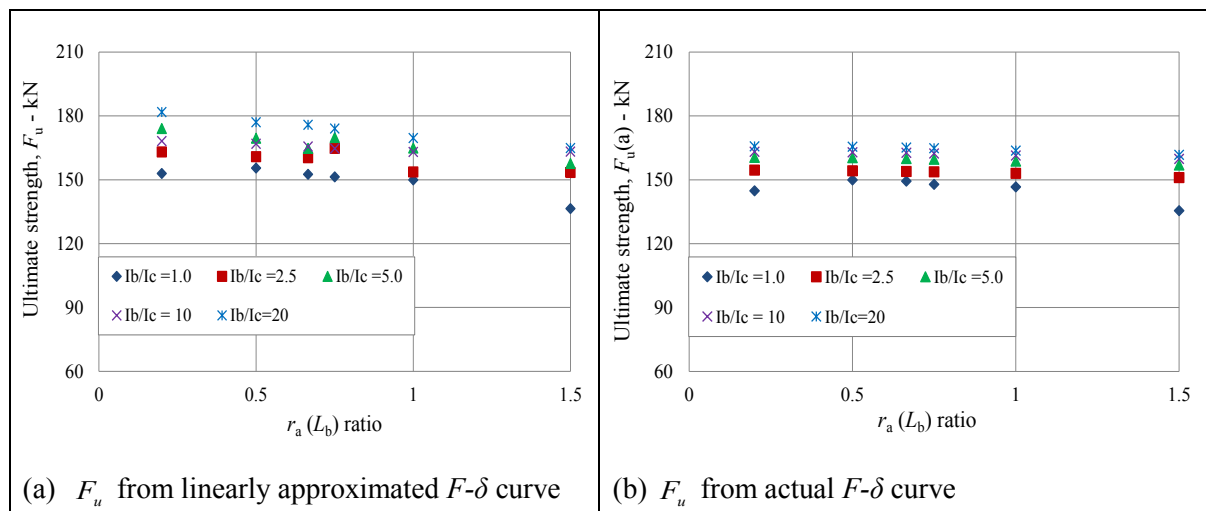 210
180
150
120
90
60
Ultimate strength, Fu - kN
Ib/Ic =1.0 Ib/Ic =2.5 Ib/Ic =5.0
Ib/Ic = 10 Ib/Ic=20
0 0.5 1 1.5
ra (Lb) ratio
(a) Fu from linearly approximated F-δ curve
210
180
150
120
90
60
Ultimate strength, Fu(a) - kN
Ib/Ic =1.0 Ib/Ic =2.5 Ib/Ic =5.0
Ib/Ic = 10 Ib/Ic=20
0 0.5 1 1.5
ra (Lb) ratio
(b) Fu from actual F-δ curve